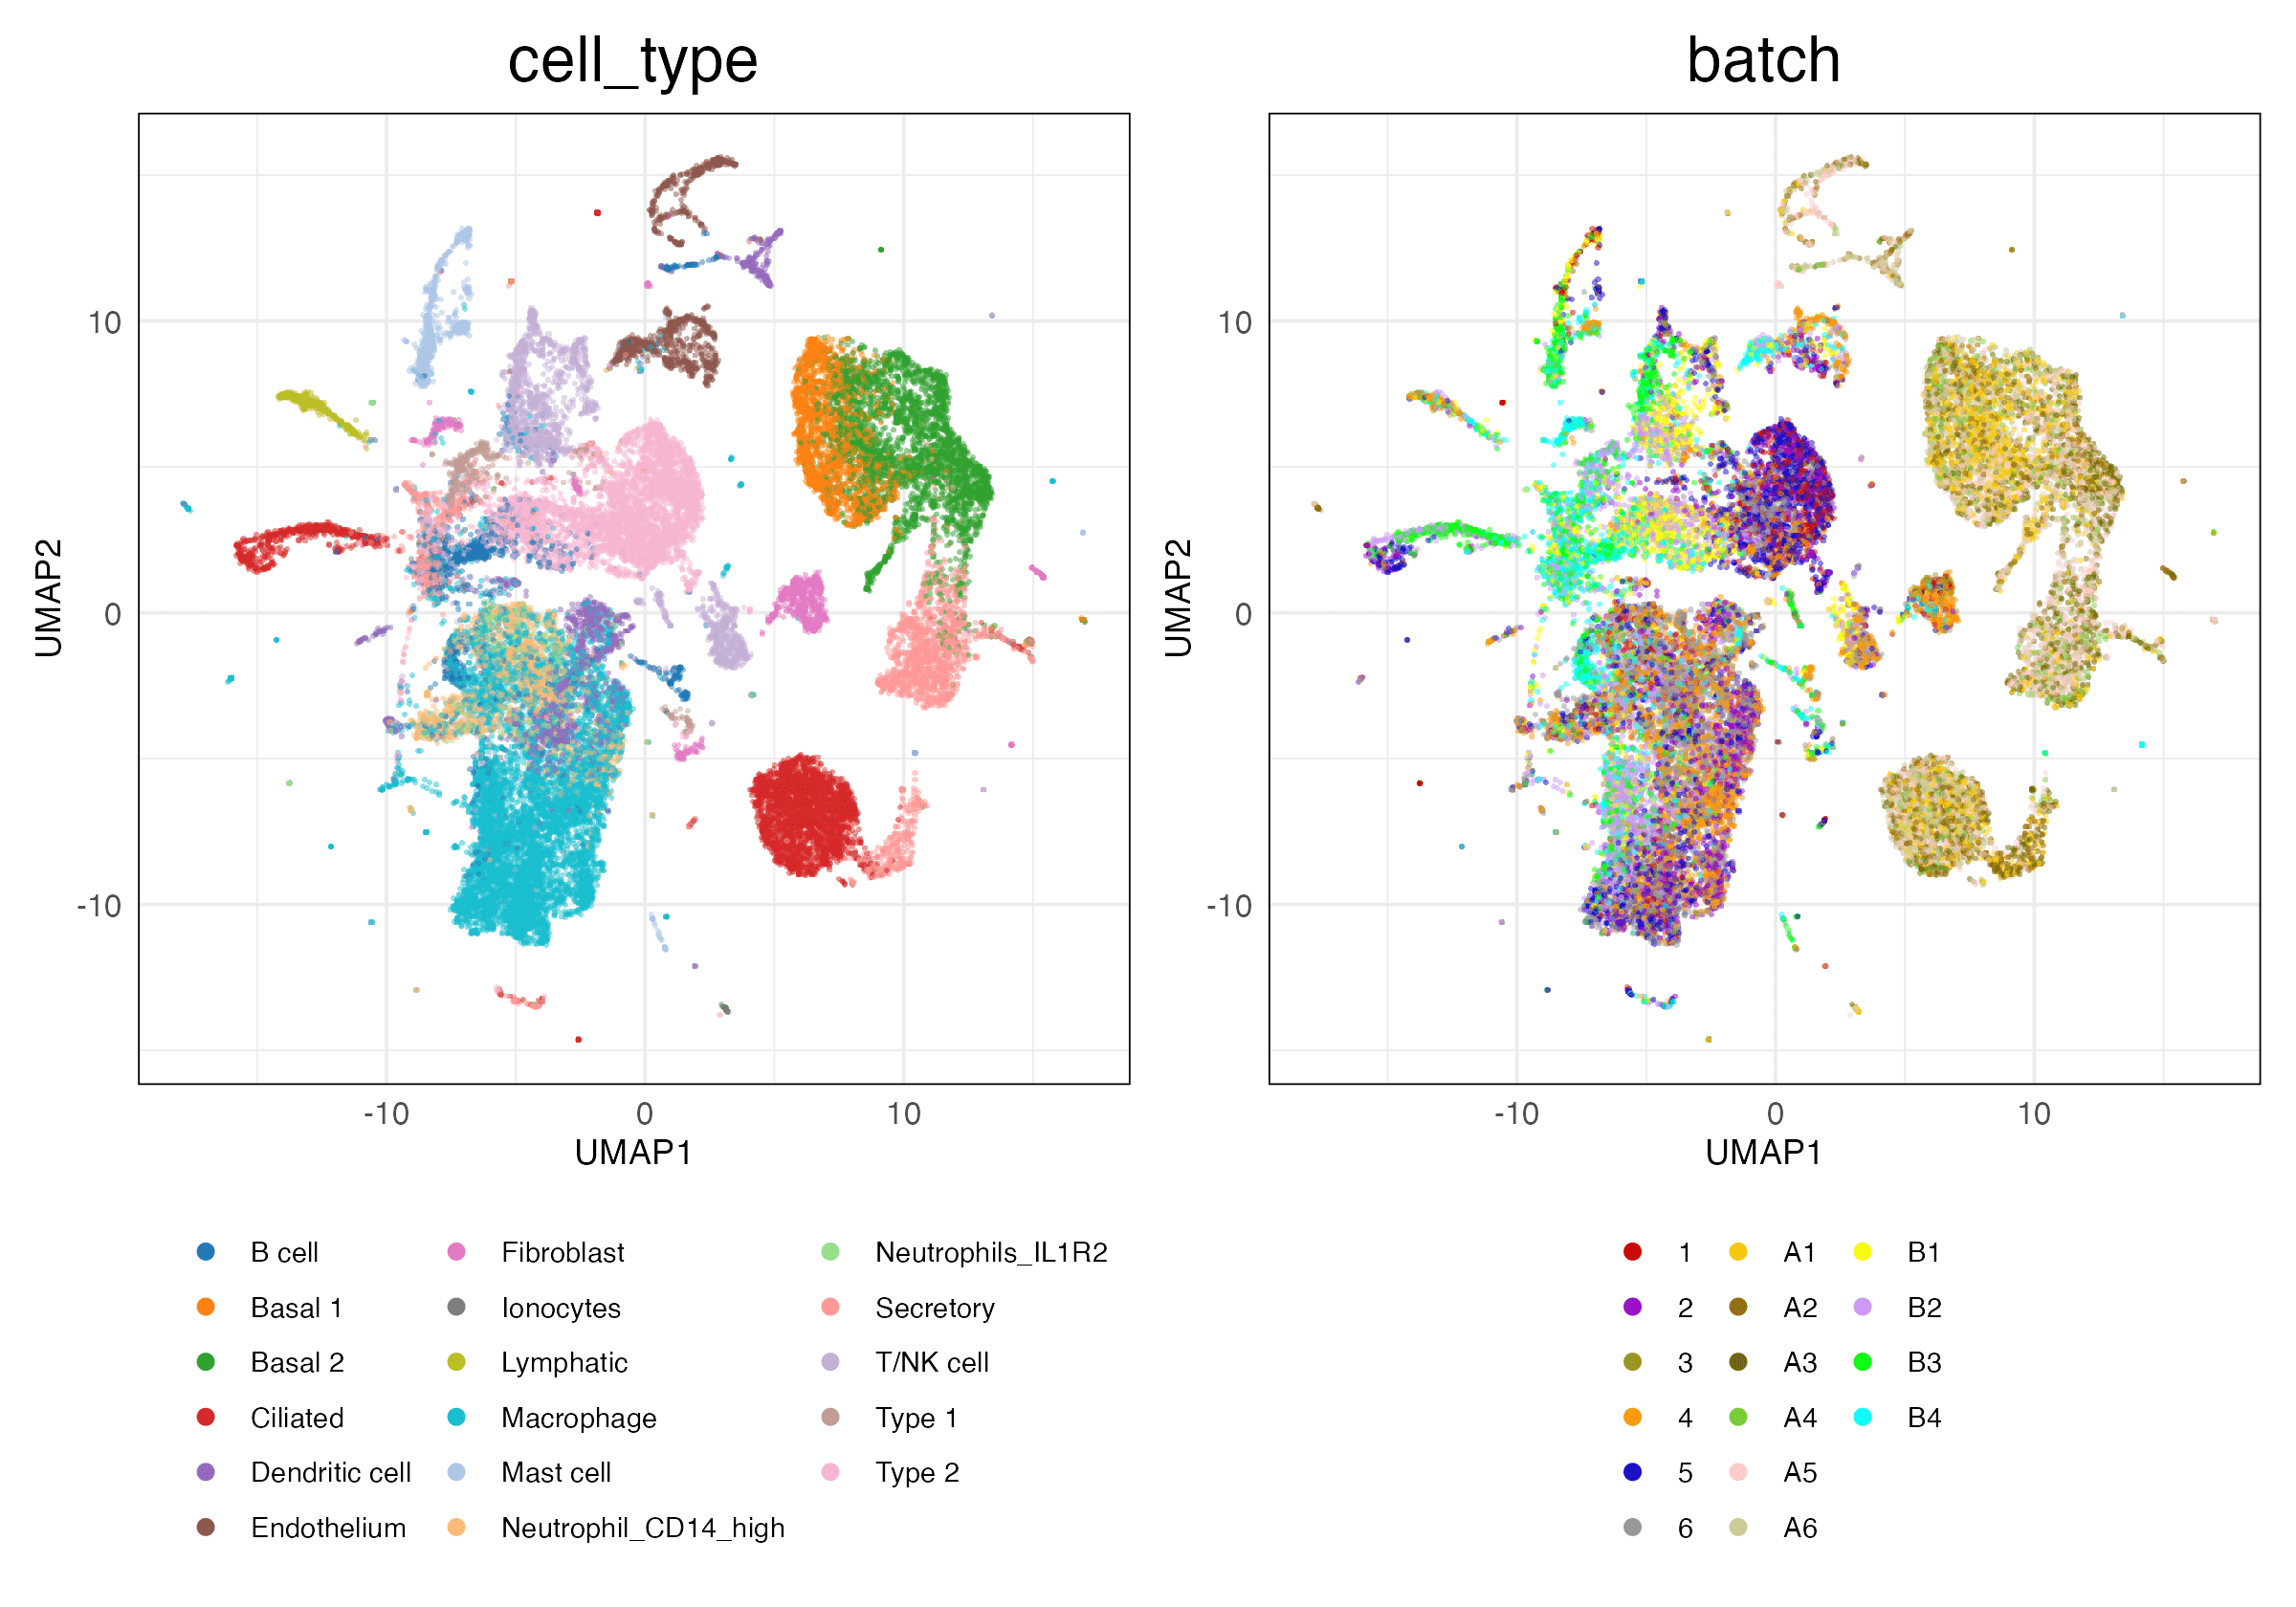 cell_type
batch
10
0
-10
UMAP2
-10
0
10
UMAP1
10
0
-10
UMAP2
-10
0
10
UMAP1
B cell
Basal 1
Basal 2
Ciliated
Dendritic cell
Endothelium
Fibroblast
Ionocytes
Lymphatic
Macrophage
Mast cell
Neutrophil_CD14_high
Neutrophils_IL1R2
Secretory
T/NK cell
Type 1
Type 2
1
2
3
4
5
6
A1
A2
A3
A4
A5
A6
B1
B2
B3
B4